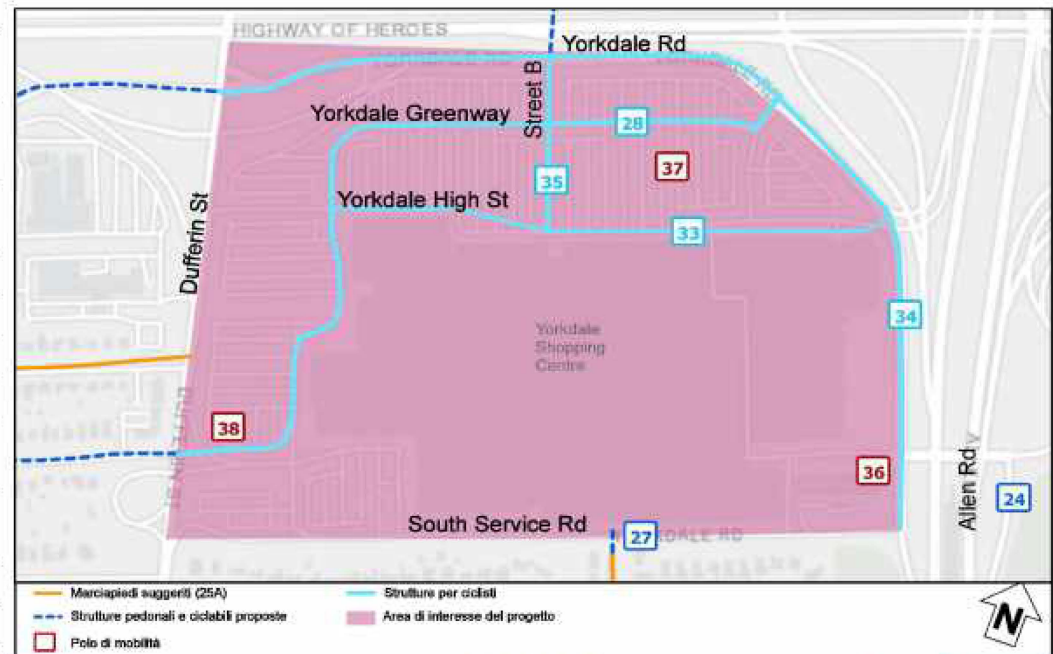 HIGHWAY OF HEROES
Yorkdale Rd
Street B
Yorkdale Greenway
28
37
35
Yorkdale High St
33
Dufferin St
34
Yorkdale
Shopping
Centre
38
36
Allen Rd
24
South Service Rd
27
Marciapiedi suggeriti (25A)
Strutture per ciclisti
Strutture pedonali e ciclabili proposte
Area di interesse del progetto
Polo di mobilità
N